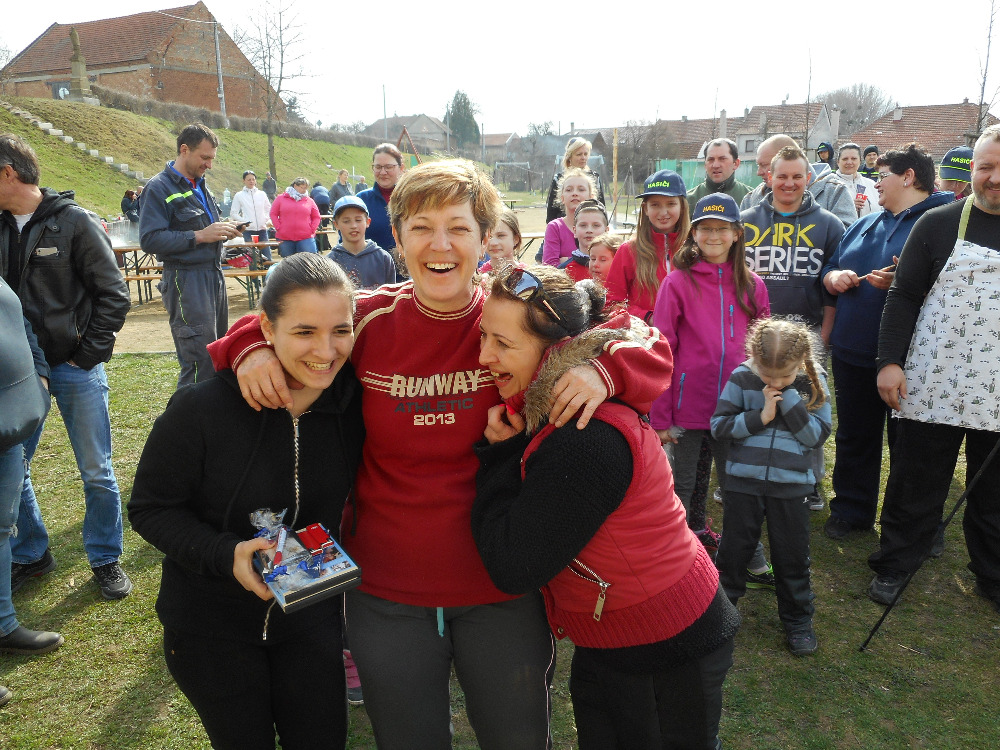 HASIČI
HASIČI
HASIČI
DARK
SERIES
RUNWAY
ATHLETIC
2013